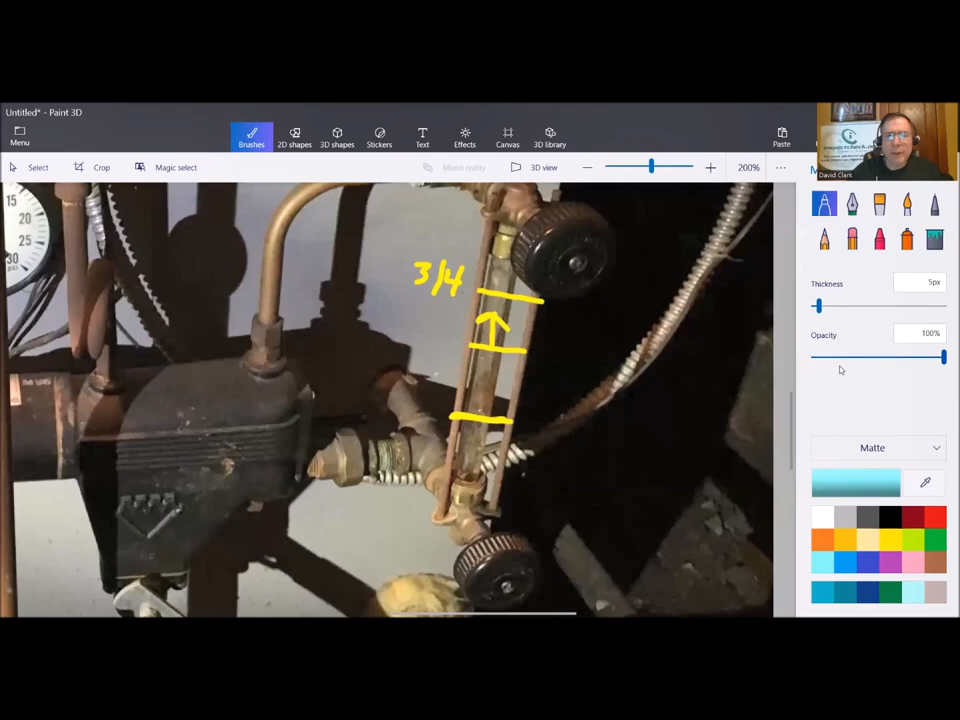 Untitled* - Paint 3D
Menu
Brushes
2D shapes
3D shapes
Stickers
Text
Effects
Canvas
3D library
Paste
Select
Crop
Magic select
Mixed reality
3D view
200%
...
David Clark
15
20
25
30
3/4
Thickness
5px
Opacity
100%
Matte